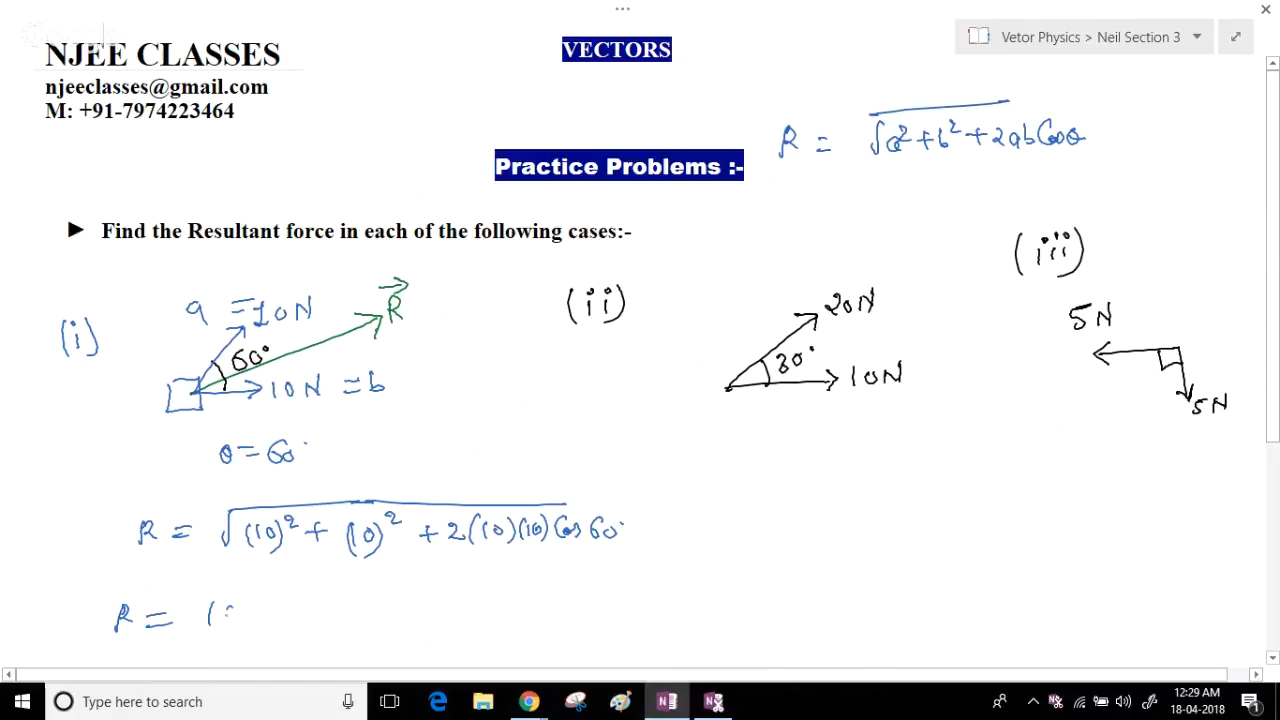 Vetor Physics > Neil Section 3
NJEE CLASSES
VECTORS
njeeclasses@gmail.com
M: +91-7974223464
R = √a²+b²+2abCosθ
Practice Problems :-
► Find the Resultant force in each of the following cases:-
(i)
a =10N
R
60°
10N = b
(ii)
20N
30°
10N
(iii)
5N
5N
θ = 60°
R = √(10)² + (10)² + 2(10)(10)Cos 60°
R =
Type here to search
12:29 AM
18-04-2018